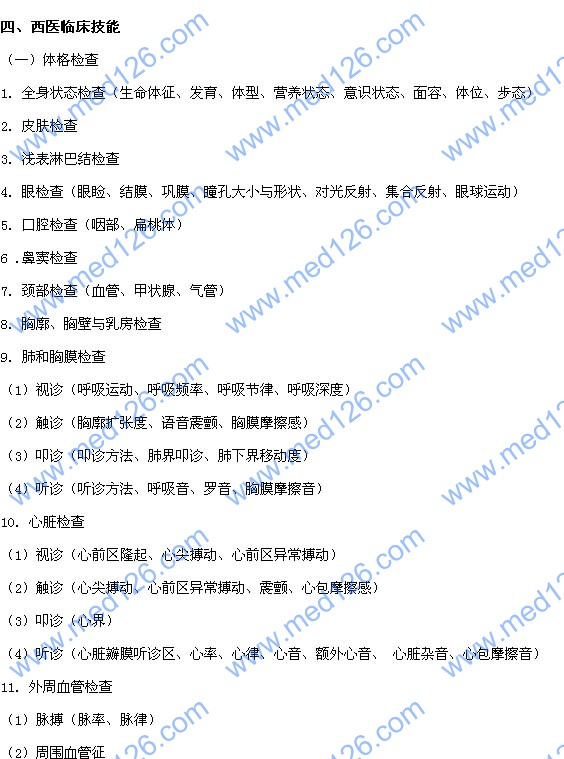 四、西医临床技能
（一）体格检查
1. 全身状态检查（生命体征、发育、体型、营养状态、意识状态、面容、体位、步态）
2. 皮肤检查
3. 浅表淋巴结检查
4. 眼检查（眼睑、结膜、巩膜、瞳孔大小与形状、对光反射、集合反射、眼球运动）
5. 口腔检查（咽部、扁桃体）
6 .鼻窦检查
7. 颈部检查（血管、甲状腺、气管）
8. 胸廓、胸壁与乳房检查
9. 肺和胸膜检查
（1）视诊（呼吸运动、呼吸频率、呼吸节律、呼吸深度）
（2）触诊（胸廓扩张度、语音震颤、胸膜摩擦感）
（3）叩诊（叩诊方法、肺界叩诊、肺下界移动度）
（4）听诊（听诊方法、呼吸音、罗音、胸膜摩擦音）
10. 心脏检查
（1）视诊（心前区隆起、心尖搏动、心前区异常搏动）
（2）触诊（心尖搏动、心前区异常搏动、震颤、心包摩擦感）
（3）叩诊（心界）
（4）听诊（心脏瓣膜听诊区、心率、心律、心音、额外心音、 心脏杂音、心包摩擦音）
11. 外周血管检查
（1）脉搏（脉率、脉律）
（2）周围血管征
www.med126.com